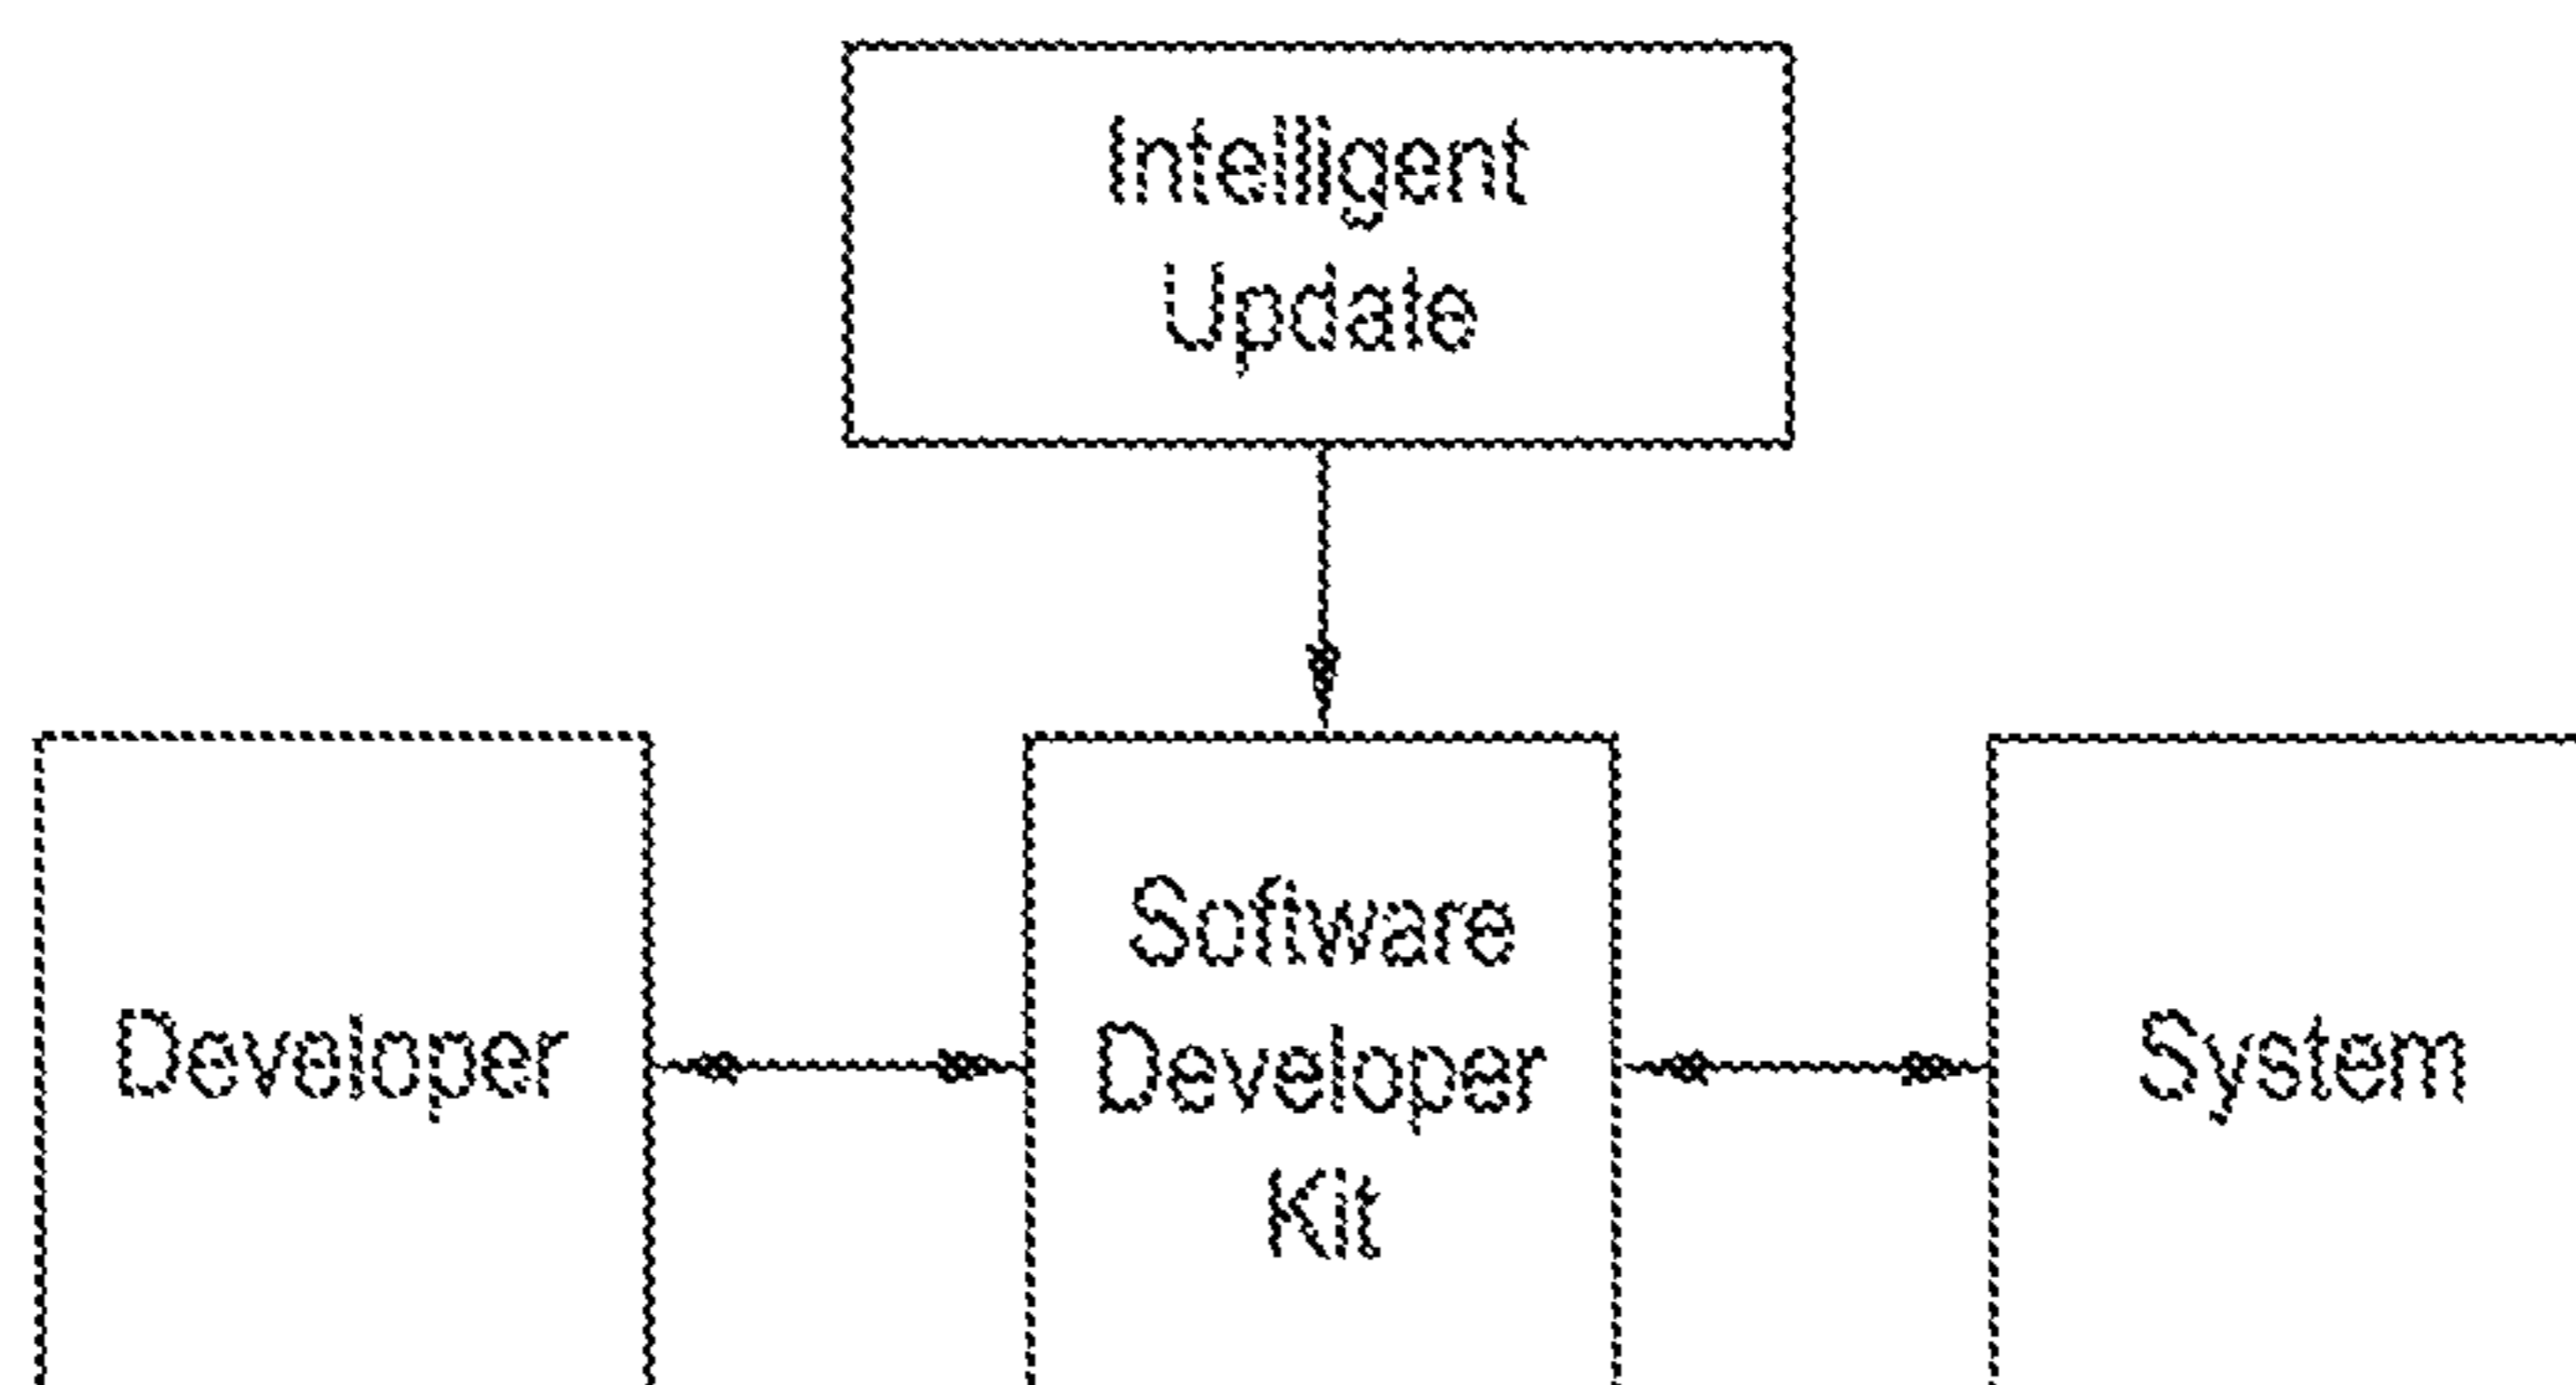 Intelligent
Update
Developer
Software
Developer
Kit
System